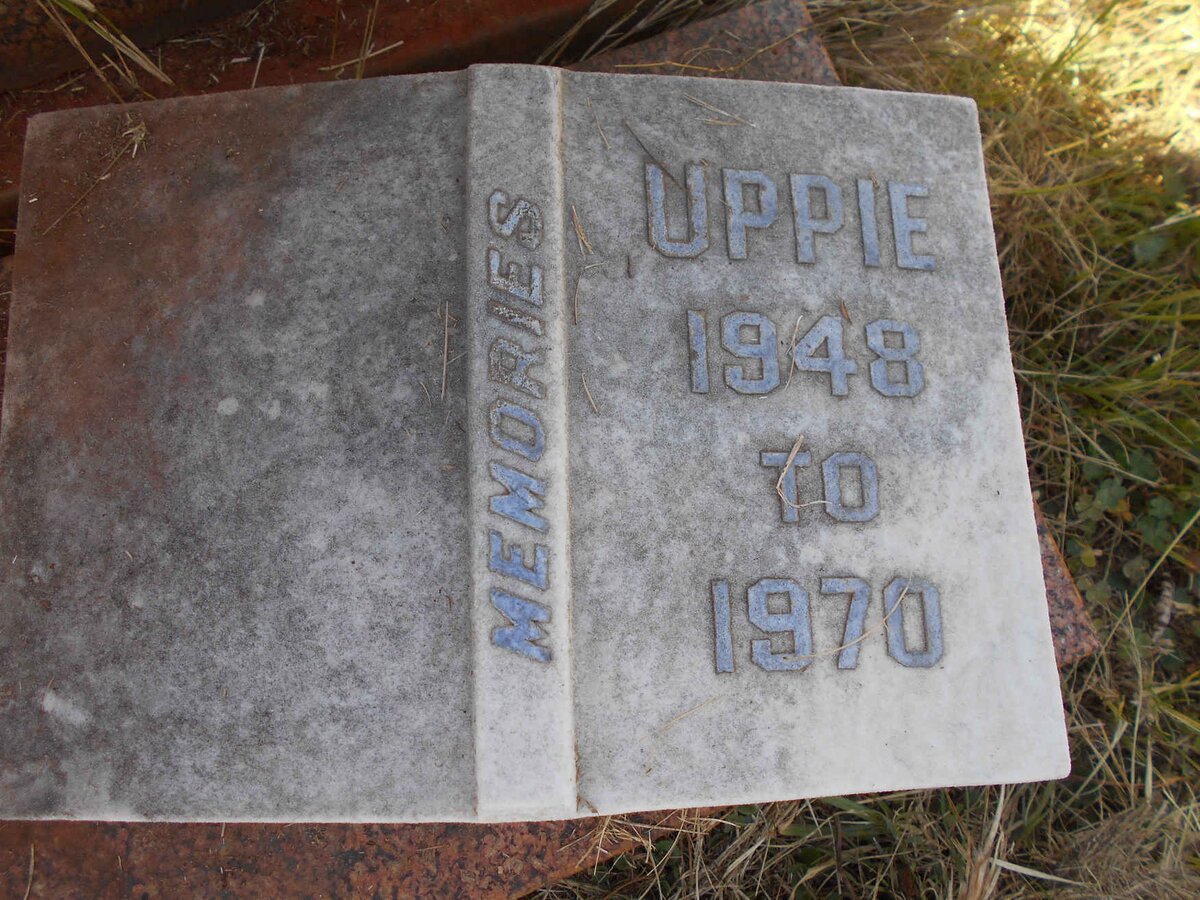 MEMORIES
UPPIE
1948
TO
1970